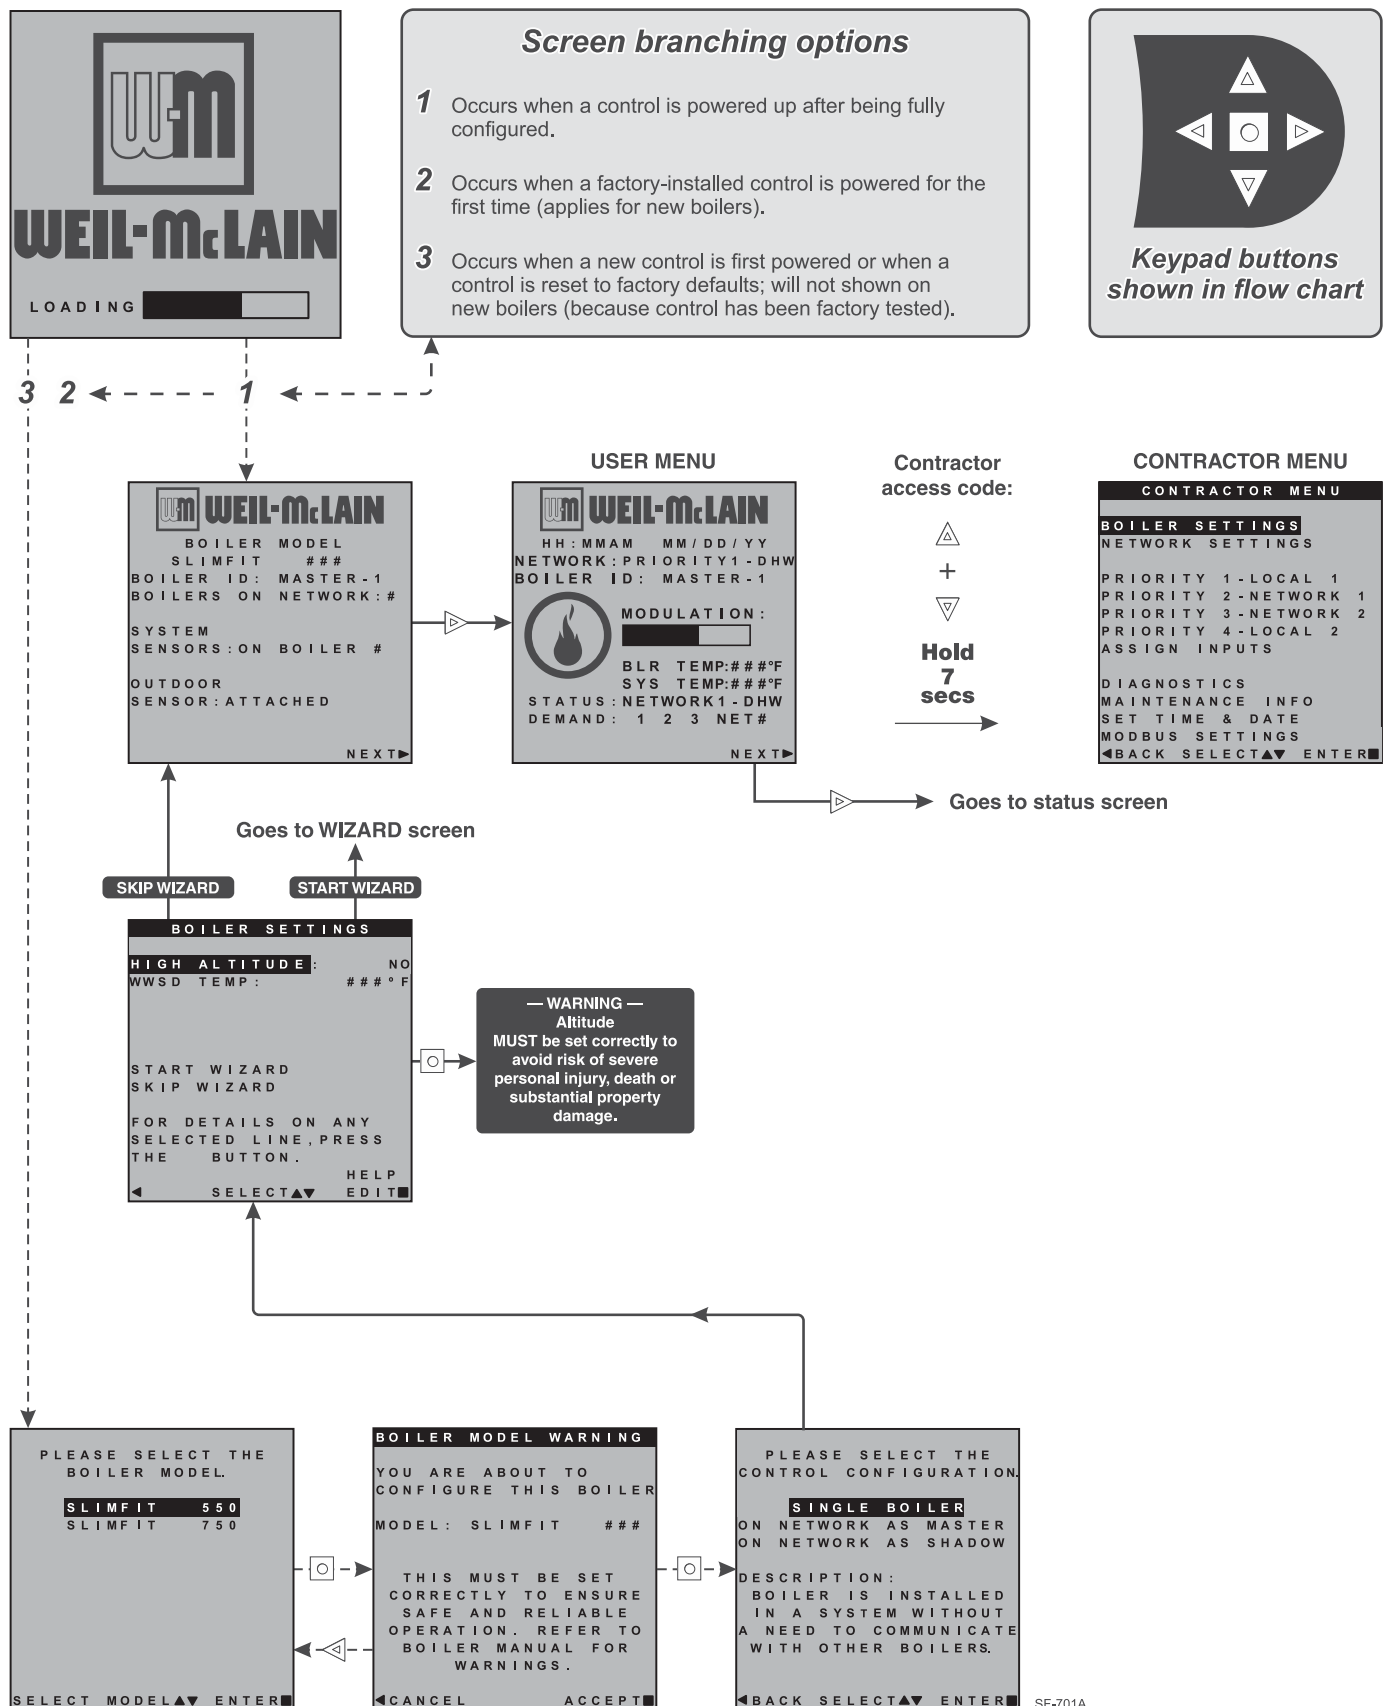 WM
WEIL-McLAIN
LOADING
Screen branching options
1 Occurs when a control is powered up after being fully
configured.
2 Occurs when a factory-installed control is powered for the
first time (applies for new boilers).
3 Occurs when a new control is first powered or when a
control is reset to factory defaults; will not shown on
new boilers (because control has been factory tested).
Keypad buttons
shown in flow chart
3 2 1
WM WEIL-McLAIN
BOILER MODEL
SLIMFIT ###
BOILER ID: MASTER-1
BOILERS ON NETWORK:#
SYSTEM
SENSORS:ON BOILER #
OUTDOOR
SENSOR:ATTACHED
NEXT►
USER MENU
WM WEIL-McLAIN
HH:MMAM MM/DD/YY
NETWORK:PRIORITY1-DHW
BOILER ID: MASTER-1
MODULATION:
BLR TEMP:###°F
SYS TEMP:###°F
STATUS:NETWORK1-DHW
DEMAND: 1 2 3 NET#
NEXT►
Contractor
access code:
+
Hold
7
secs
CONTRACTOR MENU
CONTRACTOR MENU
BOILER SETTINGS
NETWORK SETTINGS
PRIORITY 1-LOCAL 1
PRIORITY 2-NETWORK 1
PRIORITY 3-NETWORK 2
PRIORITY 4-LOCAL 2
ASSIGN INPUTS
DIAGNOSTICS
MAINTENANCE INFO
SET TIME & DATE
MODBUS SETTINGS
◄BACK SELECT▲▼ ENTER■
Goes to status screen
Goes to WIZARD screen
SKIP WIZARD
START WIZARD
BOILER SETTINGS
HIGH ALTITUDE: NO
WWSD TEMP: ###°F
START WIZARD
SKIP WIZARD
FOR DETAILS ON ANY
SELECTED LINE,PRESS
THE BUTTON.
HELP
◄ SELECT▲▼ EDIT■
— WARNING —
Altitude
MUST be set correctly to
avoid risk of severe
personal injury, death or
substantial property
damage.
PLEASE SELECT THE
BOILER MODEL.
SLIMFIT 550
SLIMFIT 750
SELECT MODEL▲▼ ENTER■
BOILER MODEL WARNING
YOU ARE ABOUT TO
CONFIGURE THIS BOILER
MODEL: SLIMFIT ###
THIS MUST BE SET
CORRECTLY TO ENSURE
SAFE AND RELIABLE
OPERATION. REFER TO
BOILER MANUAL FOR
WARNINGS.
◄CANCEL ACCEPT■
PLEASE SELECT THE
CONTROL CONFIGURATION.
SINGLE BOILER
ON NETWORK AS MASTER
ON NETWORK AS SHADOW
DESCRIPTION:
BOILER IS INSTALLED
IN A SYSTEM WITHOUT
A NEED TO COMMUNICATE
WITH OTHER BOILERS.
◄BACK SELECT▲▼ ENTER■
SF-701A